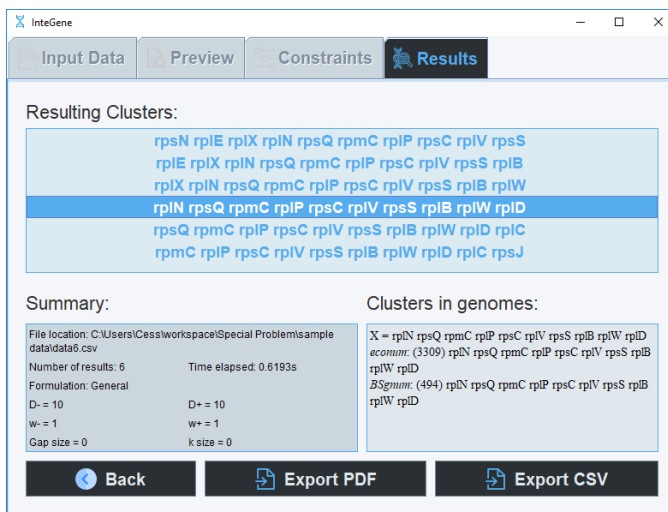 InteGene
Input Data Preview Constraints Results
Resulting Clusters:
rpsN rplE rplX rplN rpsQ rpmC rplP rpsC rplV rpsS
rplE rplX rplN rpsQ rpmC rplP rpsC rplV rpsS rplB
rplX rplN rpsQ rpmC rplP rpsC rplV rpsS rplB rplW
rplN rpsQ rpmC rplP rpsC rplV rpsS rplB rplW rplD
rpsQ rpmC rplP rpsC rplV rpsS rplB rplW rplD rplC
rpmC rplP rpsC rplV rpsS rplB rplW rplD rplC rpsJ
Summary:
File location: C:\Users\Cess\workspace\Special Problem\sample
data\data6.csv
Number of results: 6 Time elapsed: 0.6193s
Formulation: General
D- = 10 D+ = 10
w- = 1 w+ = 1
Gap size = 0 k size = 0
Clusters in genomes:
X = rplN rpsQ rpmC rplP rpsC rplV rpsS rplB rplW rplD
econum: (3309) rplN rpsQ rpmC rplP rpsC rplV rpsS rplB
rplW rplD
BSgnum: (494) rplN rpsQ rpmC rplP rpsC rplV rpsS rplB
rplW rplD
Back Export PDF Export CSV